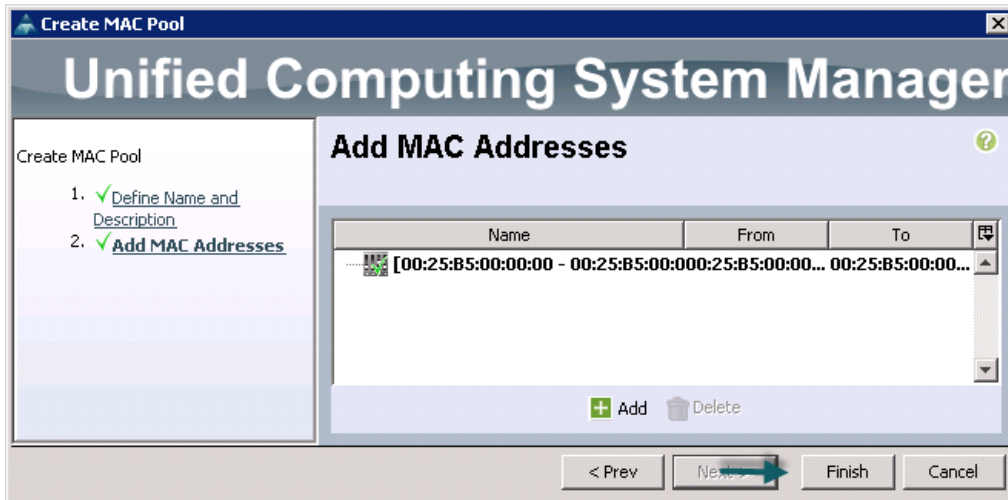 Create MAC Pool
Unified Computing System Manager
Create MAC Pool
1. Define Name and
Description
2. Add MAC Addresses
Add MAC Addresses
Name From To
[00:25:B5:00:00:00 - 00:25:B5:00:000:25:B5:00:00... 00:25:B5:00:00...
Add Delete
< Prev Next > Finish Cancel